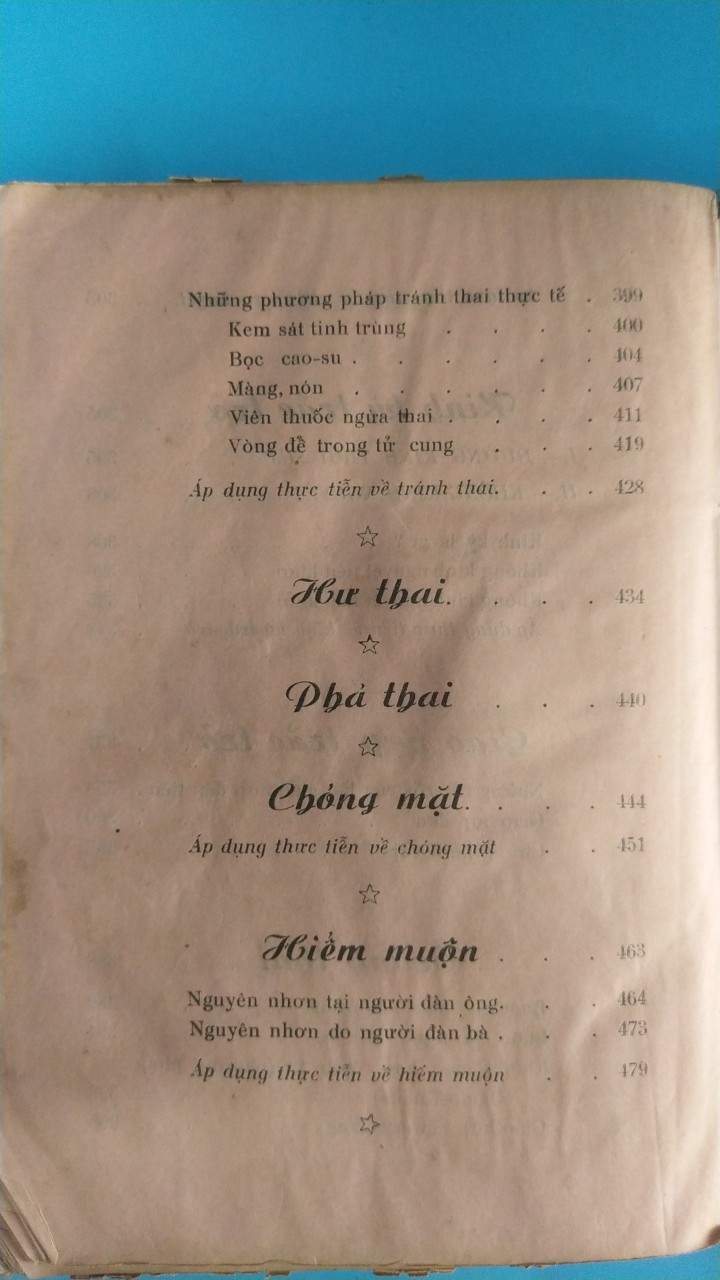 Những phương pháp tránh thai thực tế . 399
Kem sát tinh trùng . . . . 400
Bọc cao-su . . . . . . 404
Màng, nón . . . . . . 407
Viên thuốc ngừa thai . . . . 411
Vòng để trong tử cung . . . 419
Áp dụng thực tiễn về tránh thai. . . 428
☆
Hư thai. . . . 434
☆
Phá thai . . . 440
☆
Chóng mặt. . . . 444
Áp dụng thực tiễn về chóng mặt . . 451
☆
Hiếm muộn . . . 463
Nguyên nhơn tại người đàn ông. . . 464
Nguyên nhơn do người đàn bà . . . 473
Áp dụng thực tiễn về hiếm muộn . . 479
☆